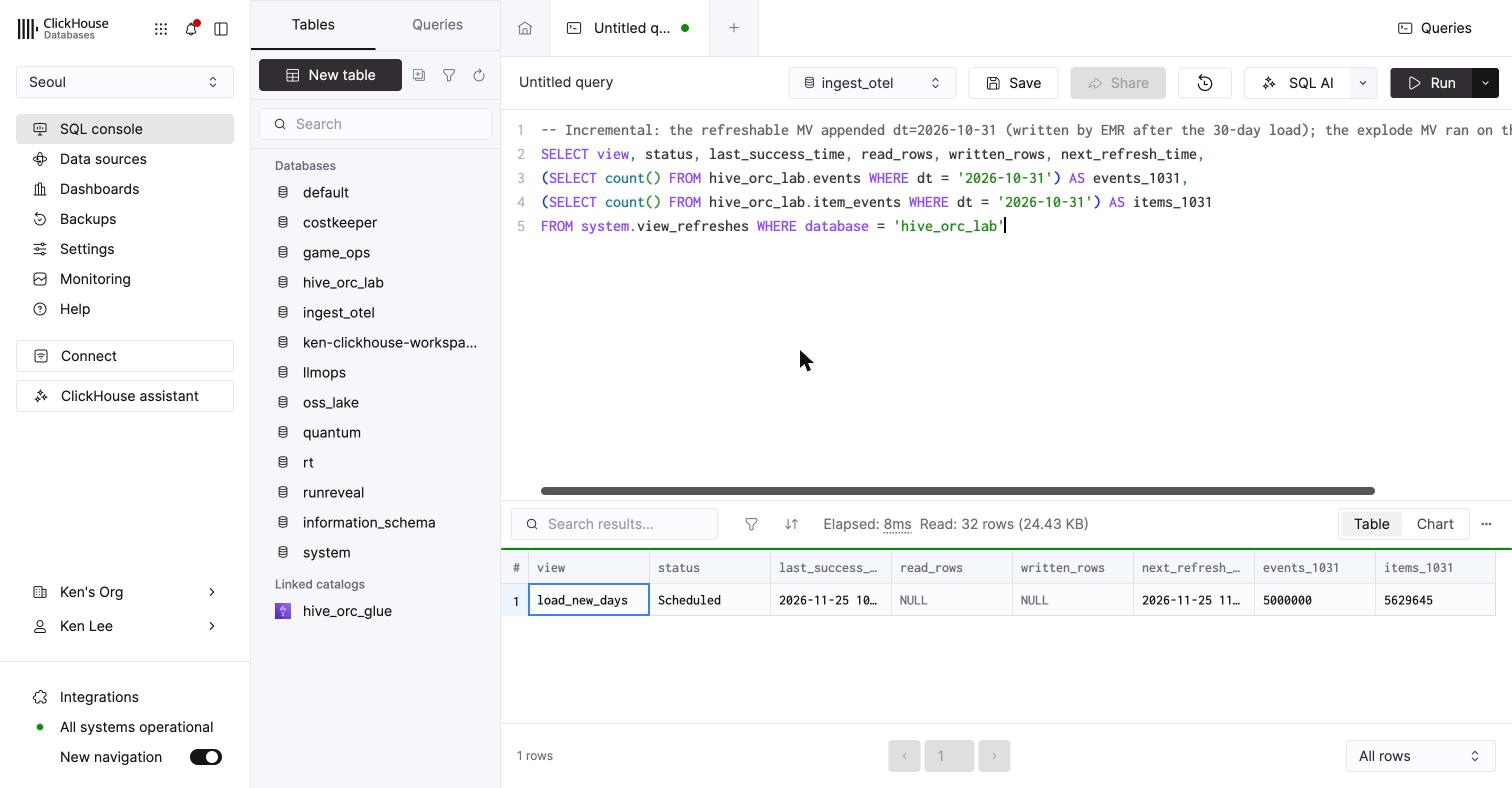 ClickHouse
Databases
Seoul
SQL console
Data sources
Dashboards
Backups
Settings
Monitoring
Help
Connect
ClickHouse assistant
Ken's Org
Ken Lee
Integrations
All systems operational
New navigation
Tables
Queries
New table
Search
Databases
default
costkeeper
game_ops
hive_orc_lab
ingest_otel
ken-clickhouse-workspa...
llmops
oss_lake
quantum
rt
runreveal
information_schema
system
Linked catalogs
hive_orc_glue
Untitled q...
+
Queries
Untitled query
ingest_otel
Save
Share
SQL AI
Run
1 -- Incremental: the refreshable MV appended dt=2026-10-31 (written by EMR after the 30-day load); the explode MV ran on
2 SELECT view, status, last_success_time, read_rows, written_rows, next_refresh_time,
3 (SELECT count() FROM hive_orc_lab.events WHERE dt = '2026-10-31') AS events_1031,
4 (SELECT count() FROM hive_orc_lab.item_events WHERE dt = '2026-10-31') AS items_1031
5 FROM system.view_refreshes WHERE database = 'hive_orc_lab'
Search results...
Elapsed: 8ms Read: 32 rows (24.43 KB)
Table
Chart
# view status last_success_... read_rows written_rows next_refresh_... events_1031 items_1031
1 load_new_days Scheduled 2026-11-25 10... NULL NULL 2026-11-25 11... 5000000 5629645
1 rows
1
All rows